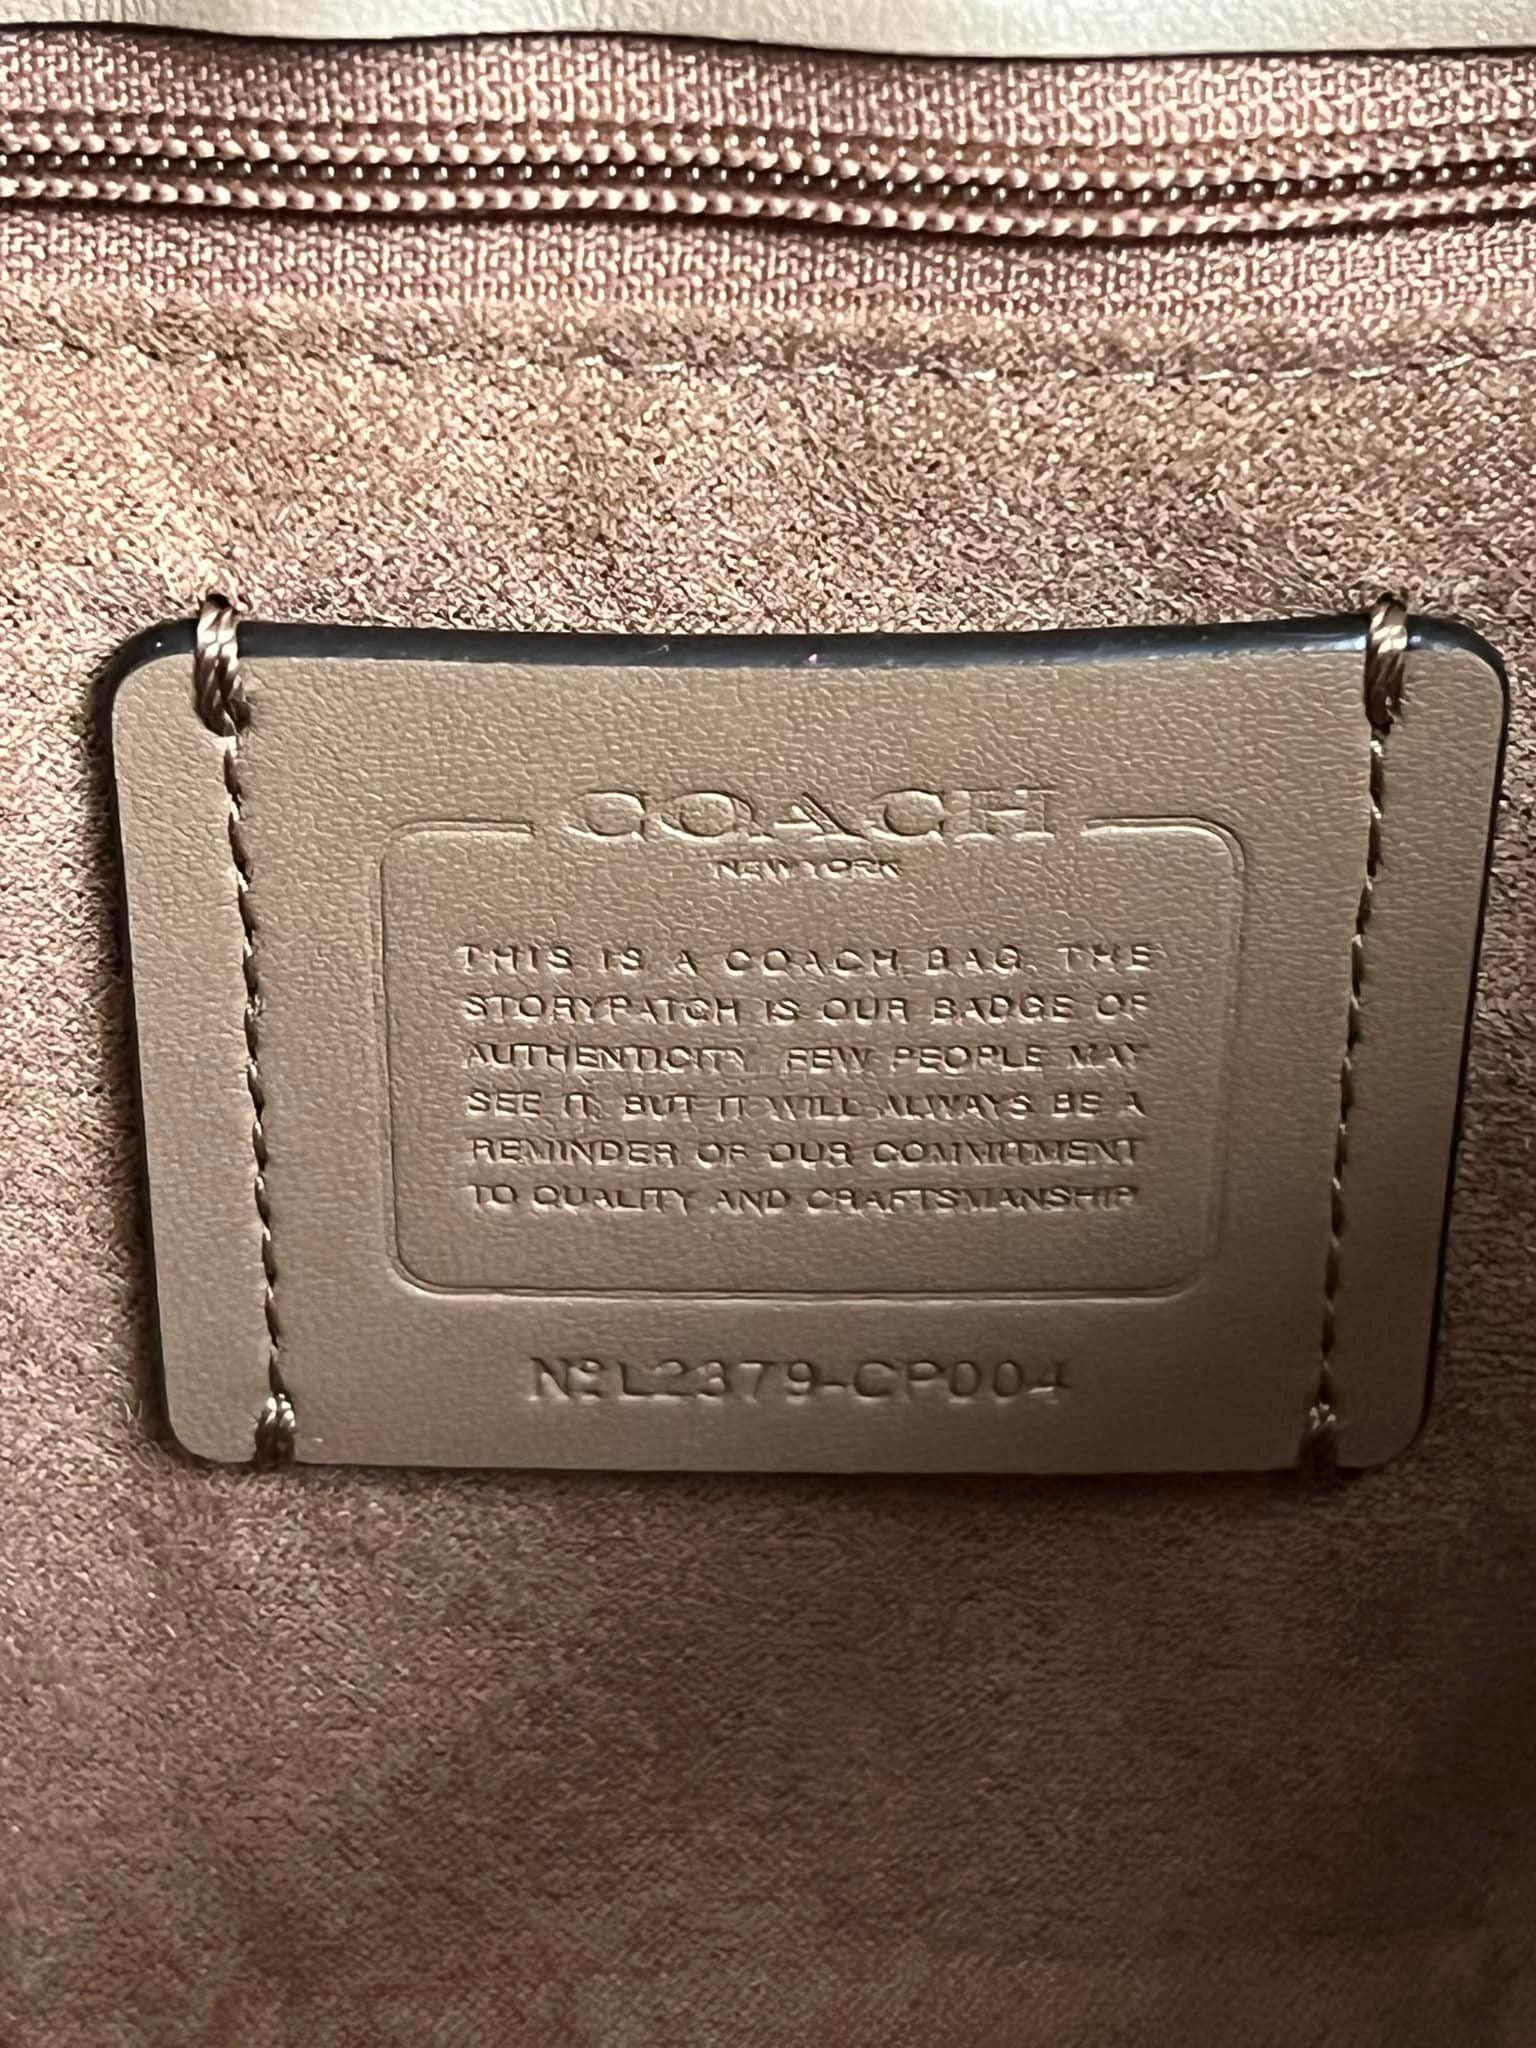 COACH
NEW YORK
THIS IS A COACH BAG. THE
STORYPATCH IS OUR BADGE OF
AUTHENTICITY. FEW PEOPLE MAY
SEE IT, BUT IT WILL ALWAYS BE A
REMINDER OF OUR COMMITMENT
TO QUALITY AND CRAFTSMANSHIP.
Nº L2379-CP004